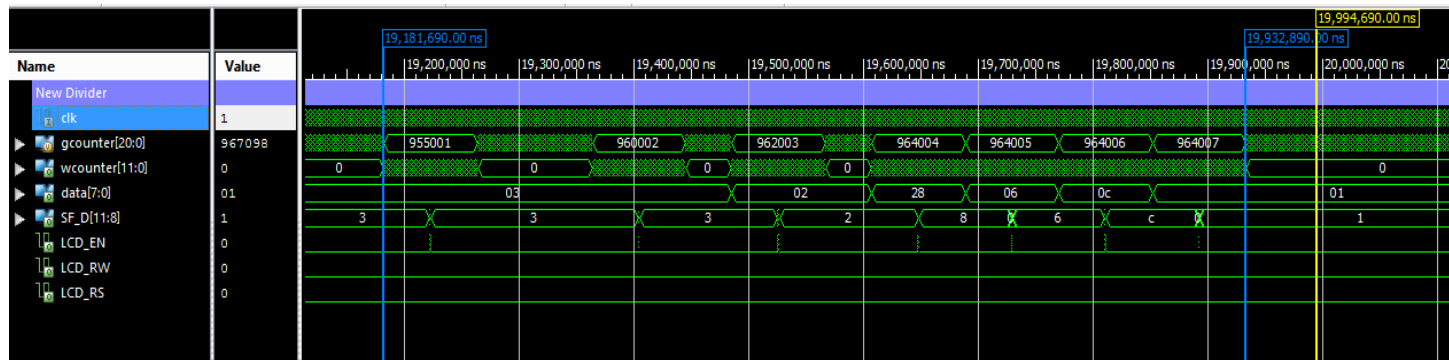 19,994,690.00 ns
19,181,690.00 ns 19,932,890.00 ns
Name Value 19,200,000 ns 19,300,000 ns 19,400,000 ns 19,500,000 ns 19,600,000 ns 19,700,000 ns 19,800,000 ns 19,900,000 ns 20,000,000 ns
New Divider
clk 1
gcounter[20:0] 967098 955001 960002 962003 964004 964005 964006 964007
wcounter[11:0] 0 0 0 0 0 0
data[7:0] 01 03 02 28 06 0c 01
SF_D[11:8] 1 3 3 3 2 8 6 c 1
LCD_EN 0
LCD_RW 0
LCD_RS 0